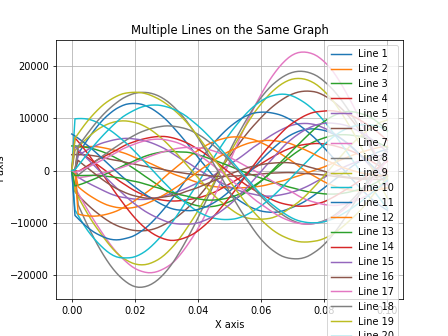 Multiple Lines on the Same Graph
20000
10000
0
−10000
−20000
0.00
0.02
0.04
0.06
X axis
Line 1
Line 2
Line 3
Line 4
Line 5
Line 6
Line 7
Line 8
Line 9
Line 10
Line 11
Line 12
Line 13
Line 14
Line 15
Line 16
Line 17
Line 18
Line 19